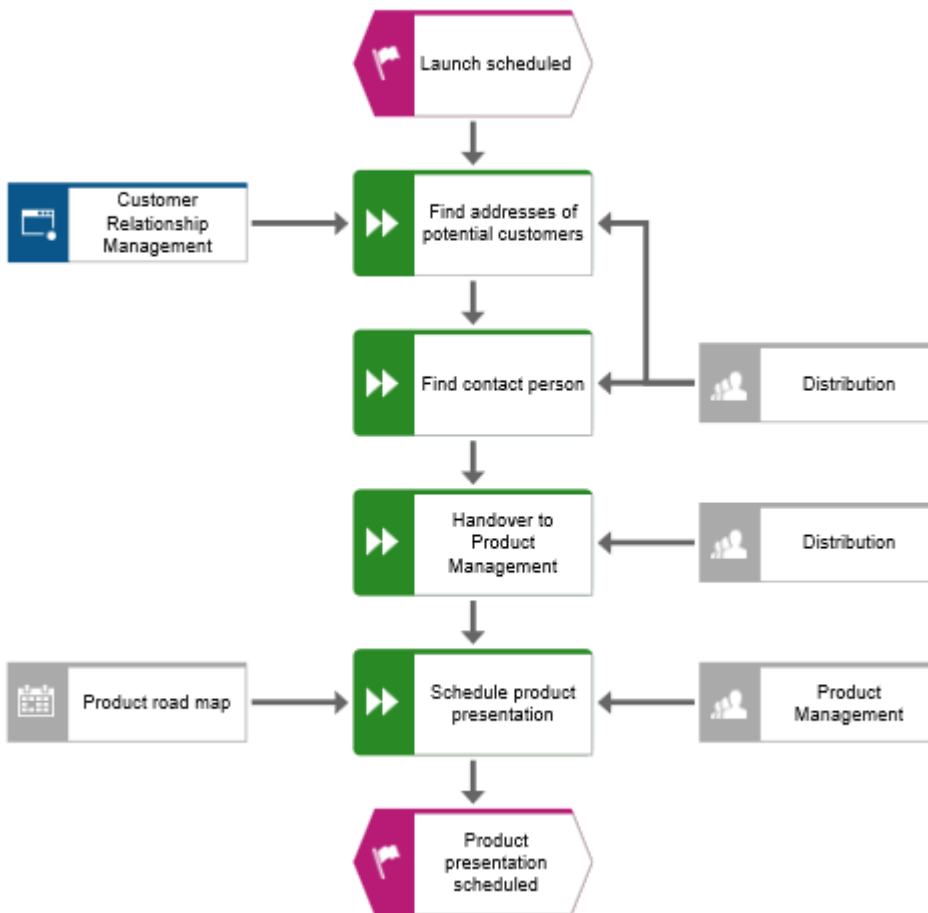 Launch scheduled
Customer
Relationship
Management
Find addresses of
potential customers
Find contact person
Distribution
Handover to
Product
Management
Distribution
Product road map
Schedule product
presentation
Product
Management
Product
presentation
scheduled